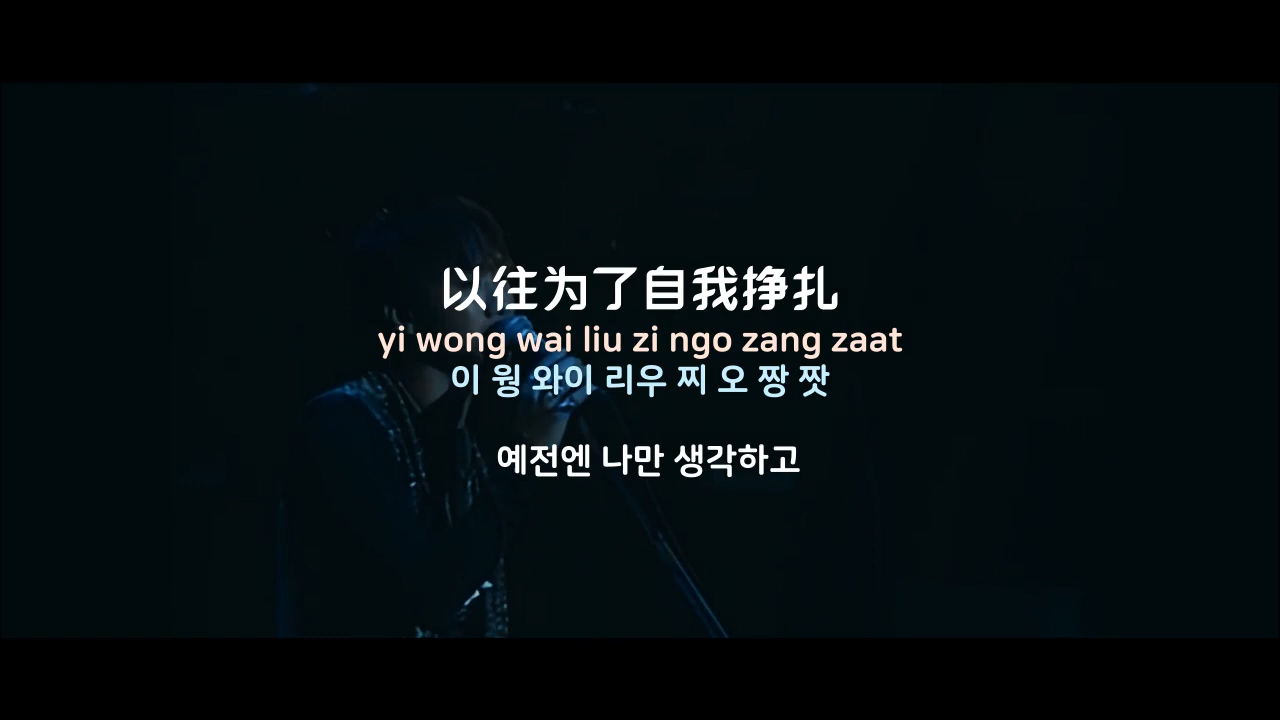 以往为了自我挣扎
yi wong wai liu zi ngo zang zaat
이 웡 와이 리우 찌 오 짱 짯
예전엔 나만 생각하고